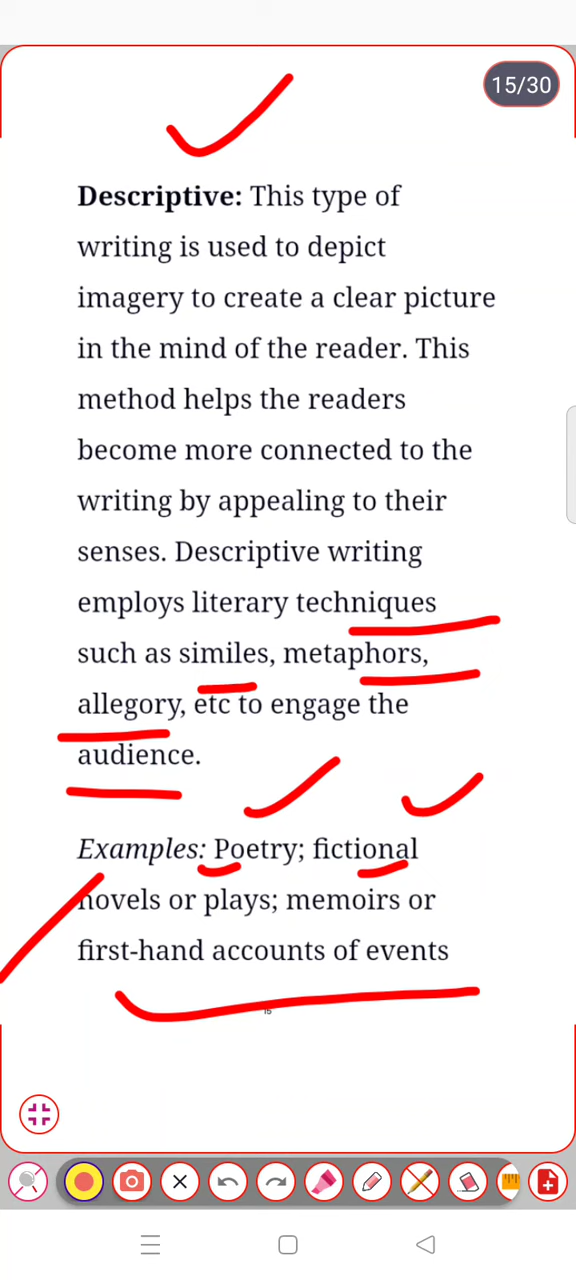 15/30
Descriptive: This type of
writing is used to depict
imagery to create a clear picture
in the mind of the reader. This
method helps the readers
become more connected to the
writing by appealing to their
senses. Descriptive writing
employs literary techniques
such as similes, metaphors,
allegory, etc to engage the
audience.
Examples: Poetry; fictional
novels or plays; memoirs or
first-hand accounts of events
15